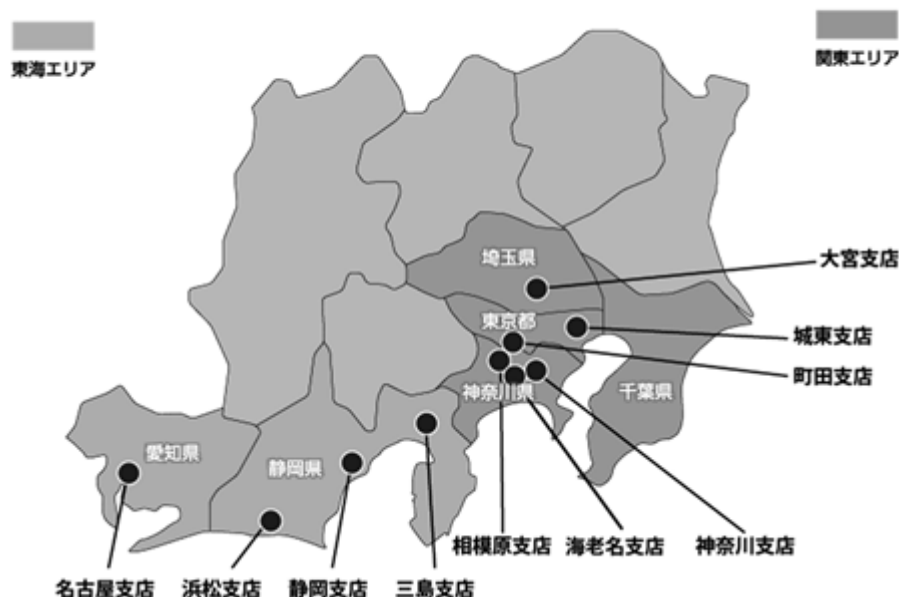 東海エリア
関東エリア
埼玉県
大宮支店
東京都
城東支店
町田支店
神奈川県
千葉県
愛知県
静岡県
相模原支店
海老名支店
神奈川支店
名古屋支店
浜松支店
静岡支店
三島支店